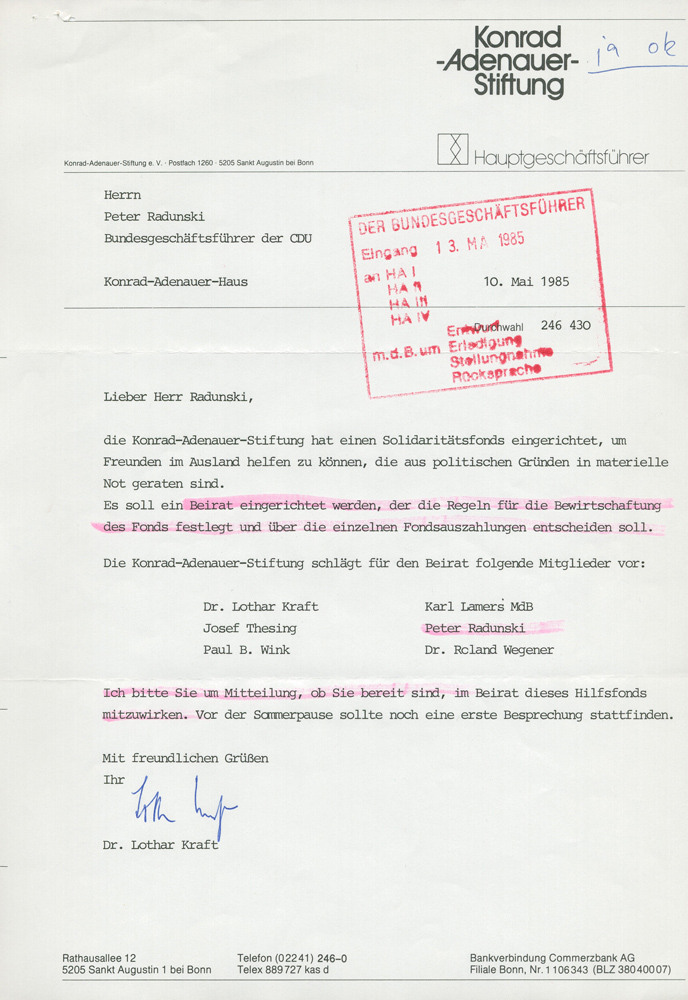 Konrad
-Adenauer-
Stiftung
ja ok
Hauptgeschäftsführer
Konrad-Adenauer-Stiftung e. V. · Postfach 1260 · 5205 Sankt Augustin bei Bonn
Herrn
Peter Radunski
Bundesgeschäftsführer der CDU
Konrad-Adenauer-Haus
DER BUNDESGESCHÄFTSFÜHRER
Eingang 13. MAI 1985
an HA I
HA II
HA III
HA IV
m.d.B. um
Erledigung
Stellungnahme
Rücksprache
10. Mai 1985
Durchwahl 246 430
Lieber Herr Radunski,
die Konrad-Adenauer-Stiftung hat einen Solidaritätsfonds eingerichtet, um
Freunden im Ausland helfen zu können, die aus politischen Gründen in materielle
Not geraten sind.
Es soll ein Beirat eingerichtet werden, der die Regeln für die Bewirtschaftung
des Fonds festlegt und über die einzelnen Fondsauszahlungen entscheiden soll.
Die Konrad-Adenauer-Stiftung schlägt für den Beirat folgende Mitglieder vor:
Dr. Lothar Kraft Karl Lamers MdB
Josef Thesing Peter Radunski
Paul B. Wink Dr. Roland Wegener
Ich bitte Sie um Mitteilung, ob Sie bereit sind, im Beirat dieses Hilfsfonds
mitzuwirken. Vor der Sommerpause sollte noch eine erste Besprechung stattfinden.
Mit freundlichen Grüßen
Ihr
Dr. Lothar Kraft
Rathausallee 12
5205 Sankt Augustin 1 bei Bonn
Telefon (02241) 246-0
Telex 889727 kas d
Bankverbindung Commerzbank AG
Filiale Bonn, Nr. 1106343 (BLZ 38040007)